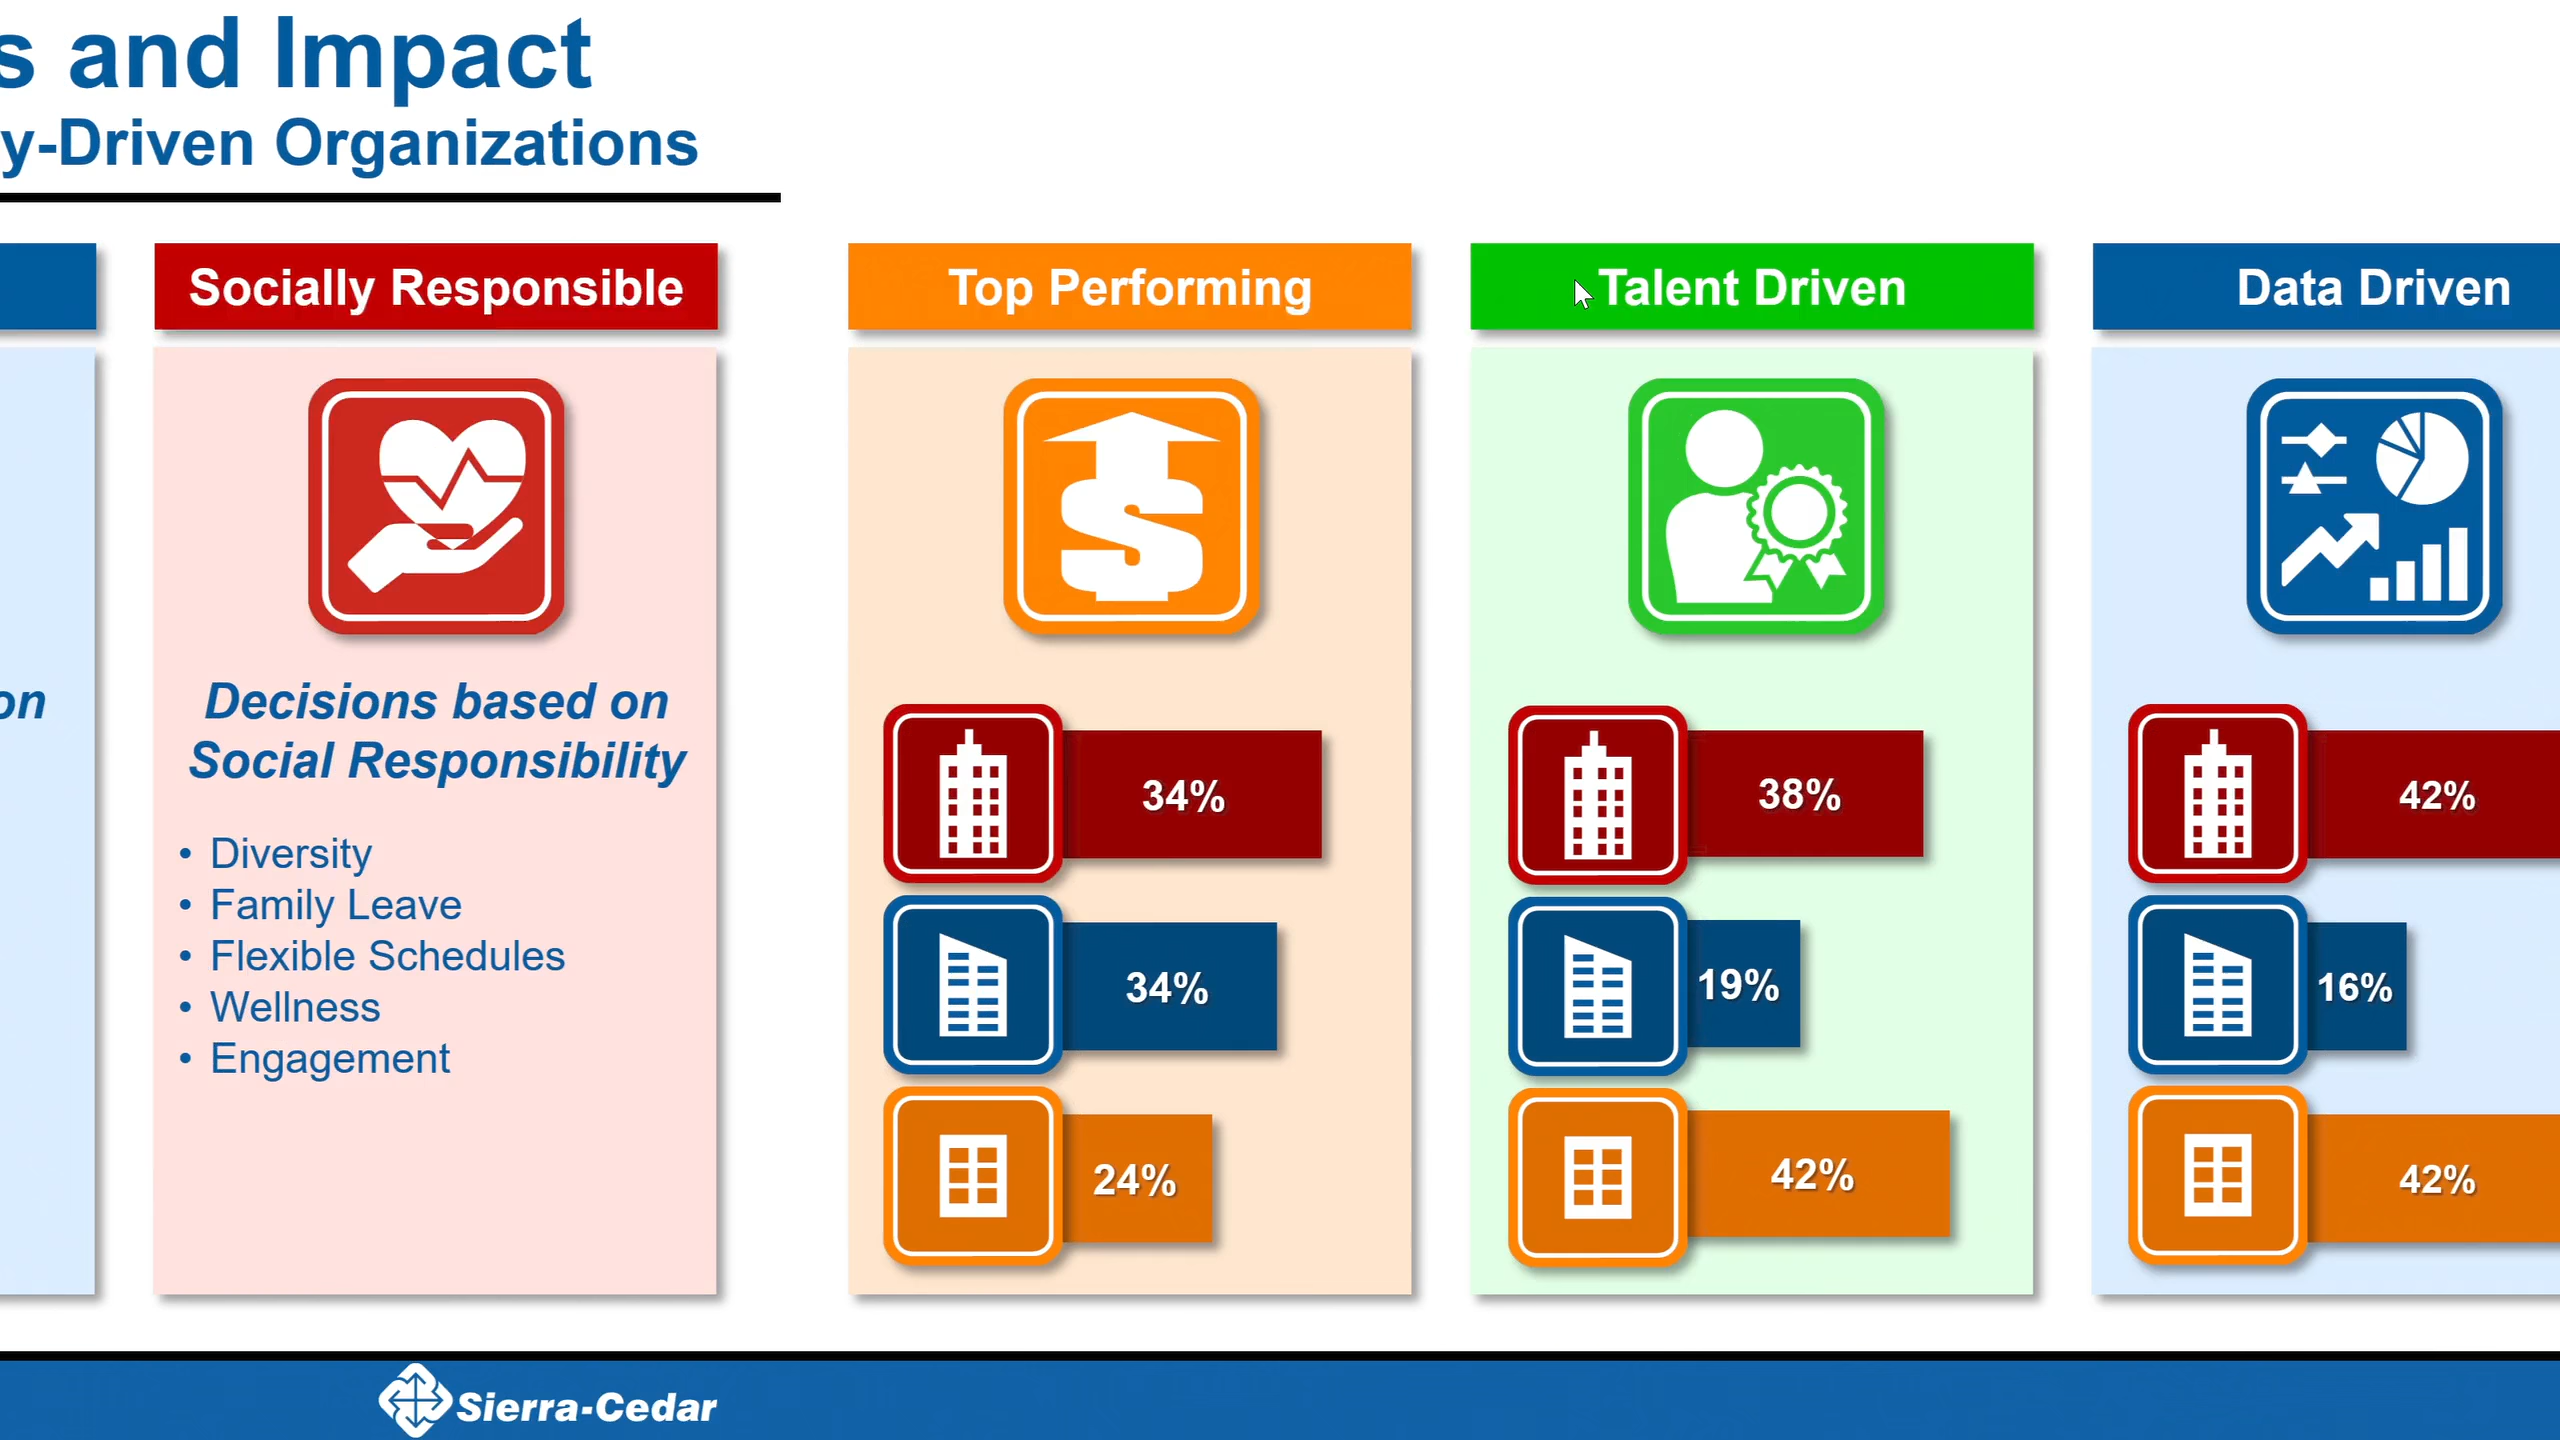 s and Impact
y-Driven Organizations
Socially Responsible
on
Decisions based on
Social Responsibility
• Diversity
• Family Leave
• Flexible Schedules
• Wellness
• Engagement
Top Performing
34%
34%
24%
Talent Driven
38%
19%
42%
Data Driven
42%
16%
42%
Sierra-Cedar